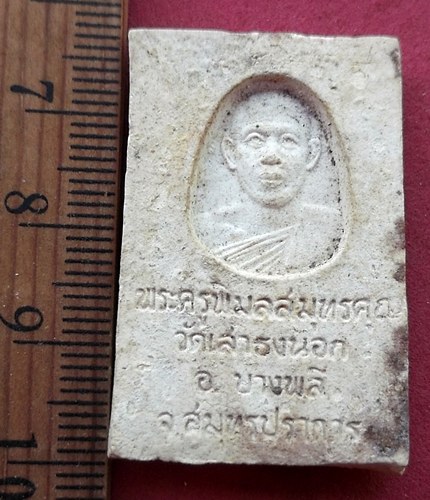 พระครูพิมลสมุทรคุณ
วัดเสาธงนอก
อ. บางพลี
จ.สมุทรปราการ
7
8
9
10